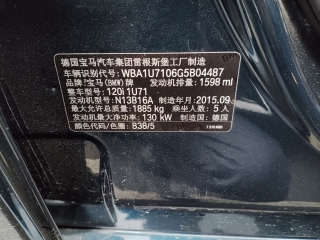 德国宝马汽车集团雷根斯堡工厂制造
车辆识别代号: WBA1U7106G5B04487
品牌:宝马(BMW)牌 发动机排量: 1598 ml
整车型号: 120i 1U71
发动机型号: N13B16A 制造年月: 2015.09
最大允许总质量: 1885 kg 乘坐人数: 5 人
发动机最大净功率: 130 kW 制造国: 德国
颜色代码/色圈: B38/5